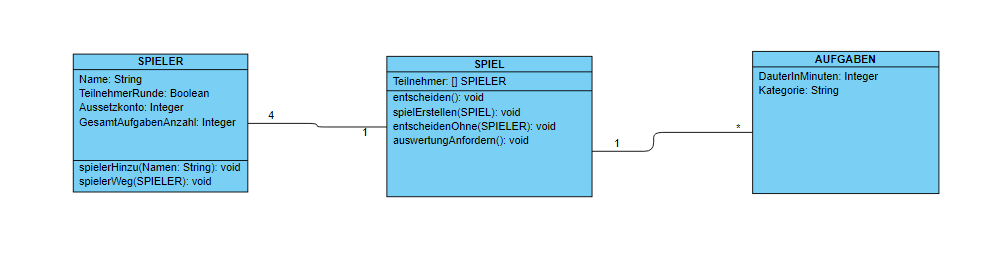 SPIELER
Name: String
TeilnehmerRunde: Boolean
Aussetzkonto: Integer
GesamtAufgabenAnzahl: Integer
spielerHinzu(Namen: String): void
spielerWeg(SPIELER): void
4
1
SPIEL
Teilnehmer: [] SPIELER
entscheiden(): void
spielErstellen(SPIEL): void
entscheidenOhne(SPIELER): void
auswertungAnfordern(): void
1
*
AUFGABEN
DauterInMinuten: Integer
Kategorie: String